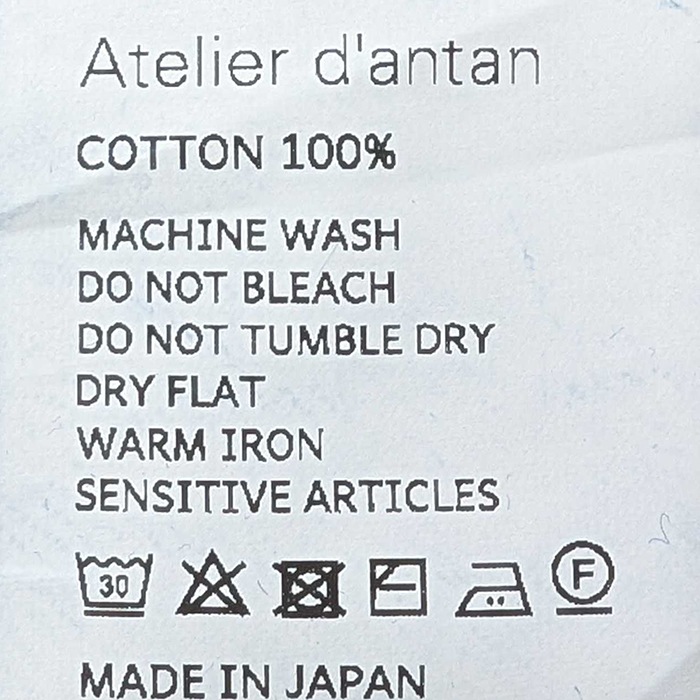 Atelier d'antan
COTTON 100%
MACHINE WASH
DO NOT BLEACH
DO NOT TUMBLE DRY
DRY FLAT
WARM IRON
SENSITIVE ARTICLES
30 F
MADE IN JAPAN